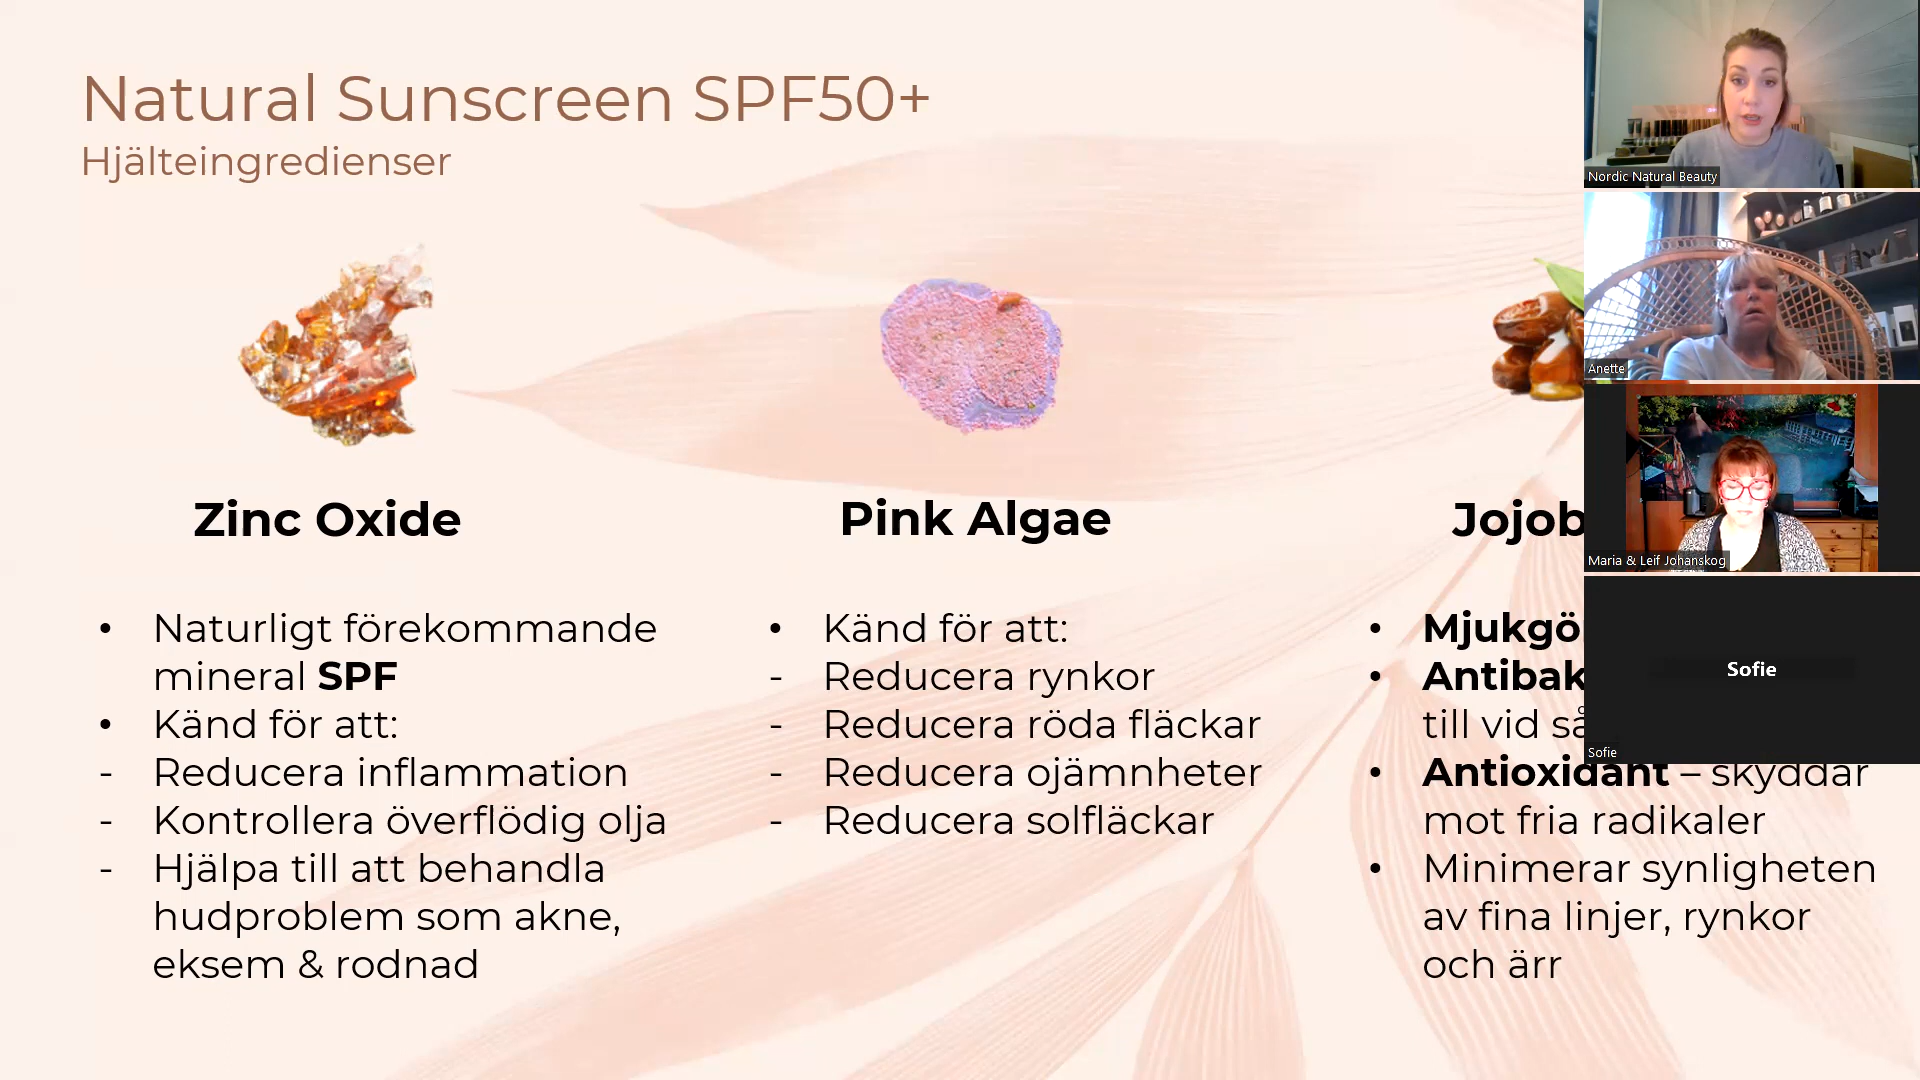 Natural Sunscreen SPF50+
Hjälteingredienser
Zinc Oxide
• Naturligt förekommande
mineral SPF
• Känd för att:
- Reducera inflammation
- Kontrollera överflödig olja
- Hjälpa till att behandla
hudproblem som akne,
eksem & rodnad
Pink Algae
• Känd för att:
- Reducera rynkor
- Reducera röda fläckar
- Reducera ojämnheter
- Reducera solfläckar
•
•
till vid
• Antioxidant – skyddar
mot fria radikaler
• Minimerar synligheten
av fina linjer, rynkor
och ärr
Nordic Natural Beauty
Anette
Maria & Leif Johanskog
Sofie
Sofie